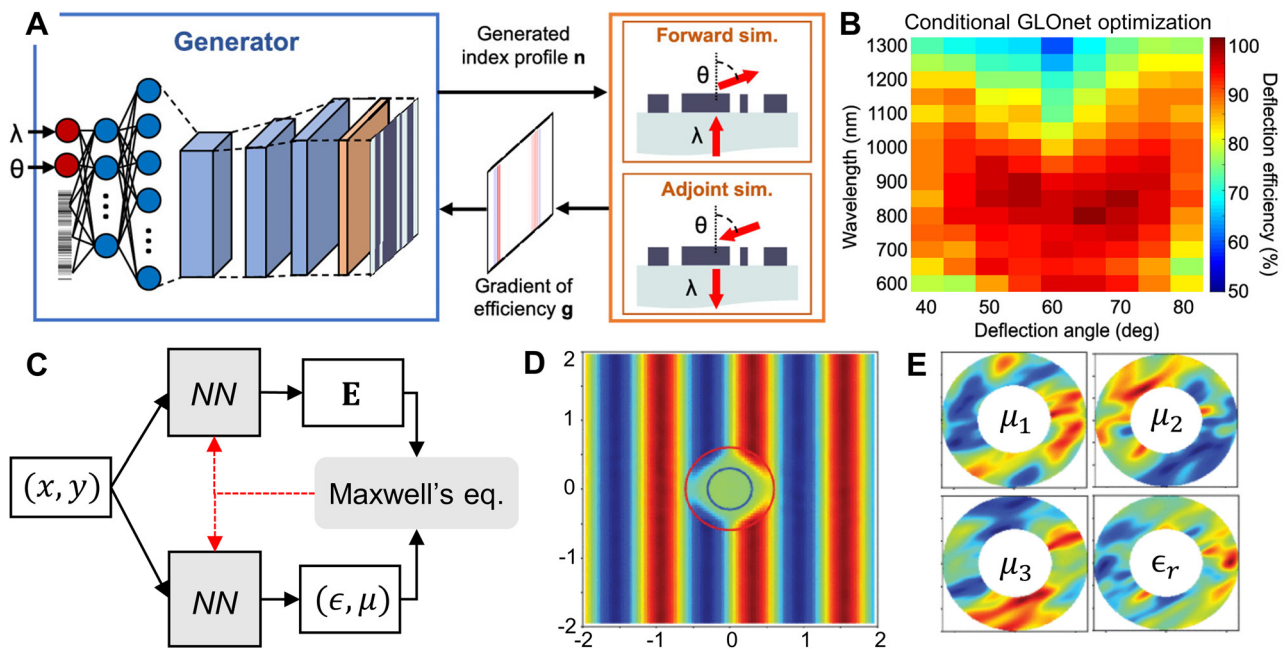 A
Generator
λ
θ
Generated
index profile n
Gradient of
efficiency g
Forward sim.
θ
λ
Adjoint sim.
θ
λ
B
Conditional GLOnet optimization
Wavelength (nm)
1300
1200
1100
1000
900
800
700
600
40
50
60
70
80
Deflection angle (deg)
100
90
80
70
60
50
Deflection efficiency (%)
C
(x, y)
NN
E
Maxwell's eq.
NN
(ϵ, μ)
D
2
1
0
-1
-2
-2
-1
0
1
2
E
μ1
μ2
μ3
ϵr